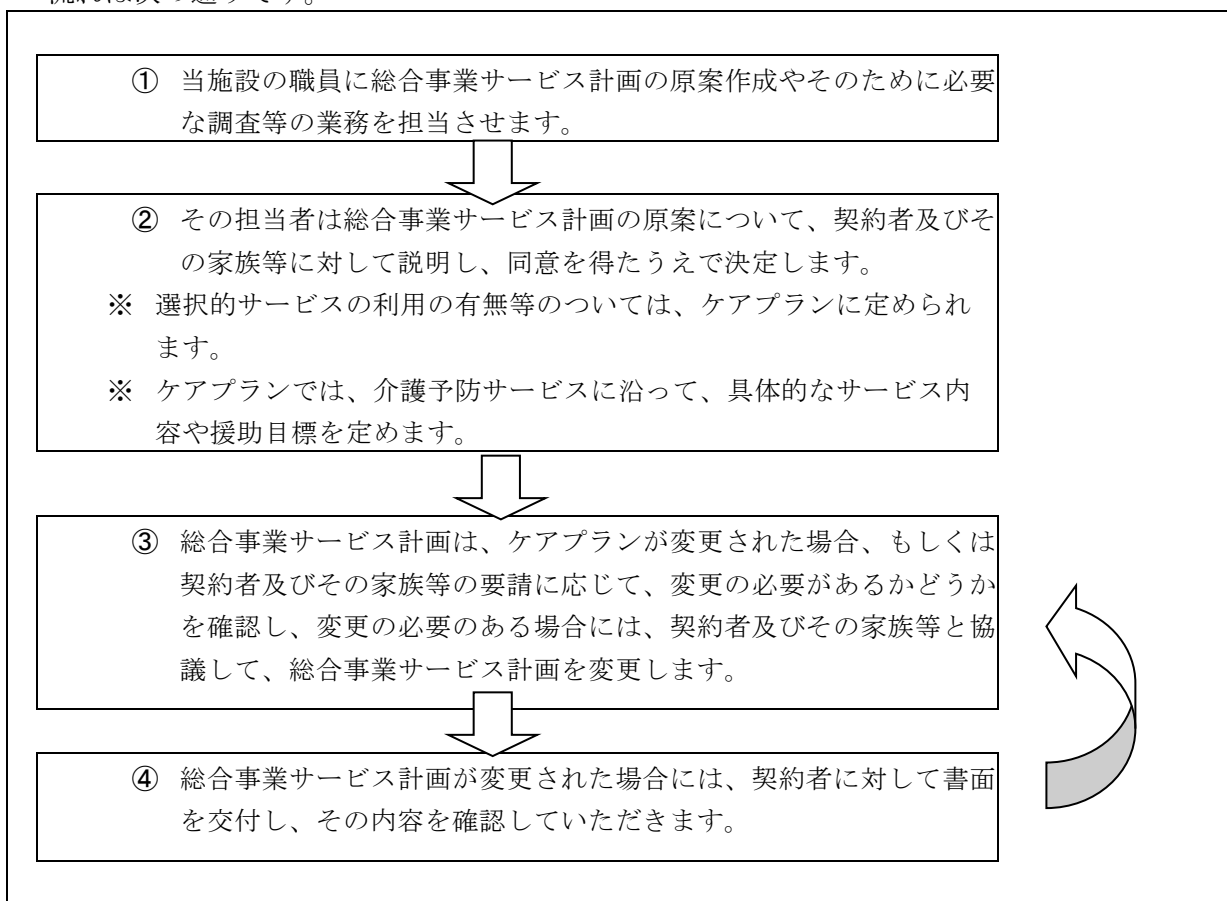 流れは次の通りです。
① 当施設の職員に総合事業サービス計画の原案作成やそのために必要
な調査等の業務を担当させます。
② その担当者は総合事業サービス計画の原案について、契約者及びそ
の家族等に対して説明し、同意を得たうえで決定します。
※ 選択的サービスの利用の有無等のついては、ケアプランに定められ
ます。
※ ケアプランでは、介護予防サービスに沿って、具体的なサービス内
容や援助目標を定めます。
③ 総合事業サービス計画は、ケアプランが変更された場合、もしくは
契約者及びその家族等の要請に応じて、変更の必要があるかどうか
を確認し、変更の必要のある場合には、契約者及びその家族等と協
議して、総合事業サービス計画を変更します。
④ 総合事業サービス計画が変更された場合には、契約者に対して書面
を交付し、その内容を確認していただきます。